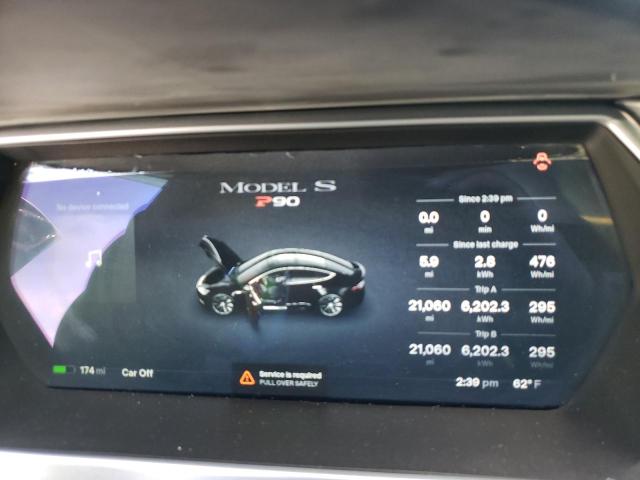 No device connected
MODEL S
P90
Since 2:39 pm
0.0 0 0
mi min Wh/mi
Since last charge
5.9 2.8 476
mi kWh Wh/mi
Trip A
21,060 6,202.3 295
mi kWh Wh/mi
Trip B
21,060 6,202.3 295
mi kWh Wh/mi
174 mi Car Off
Service is required
PULL OVER SAFELY
2:39 pm 62° F